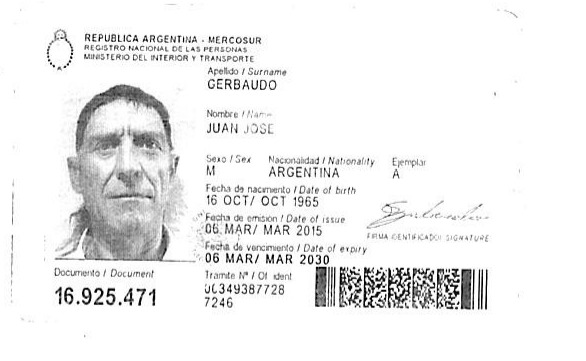 REPUBLICA ARGENTINA - MERCOSUR
REGISTRO NACIONAL DE LAS PERSONAS
MINISTERIO DEL INTERIOR Y TRANSPORTE
Apellido / Surname
GERBAUDO
Nombre / Name
JUAN JOSE
Sexo / Sex Nacionalidad / Nationality Ejemplar
M ARGENTINA A
Fecha de nacimiento / Date of birth
16 OCT/ OCT 1965
Fecha de emisión / Date of issue
06 MAR/ MAR 2015
FIRMA IDENTIFICADO/ SIGNATURE
Fecha de vencimiento / Date of expiry
06 MAR/ MAR 2030
Documento / Document
16.925.471
Tramite Nº / Of. ident
00349387728
7246